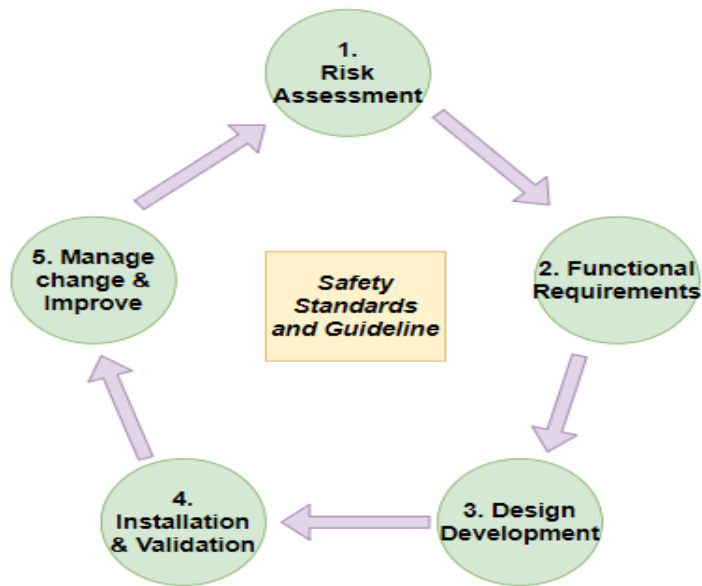 1.
Risk
Assessment
2. Functional
Requirements
3. Design
Development
4.
Installation
& Validation
5. Manage
change &
Improve
Safety
Standards
and Guideline